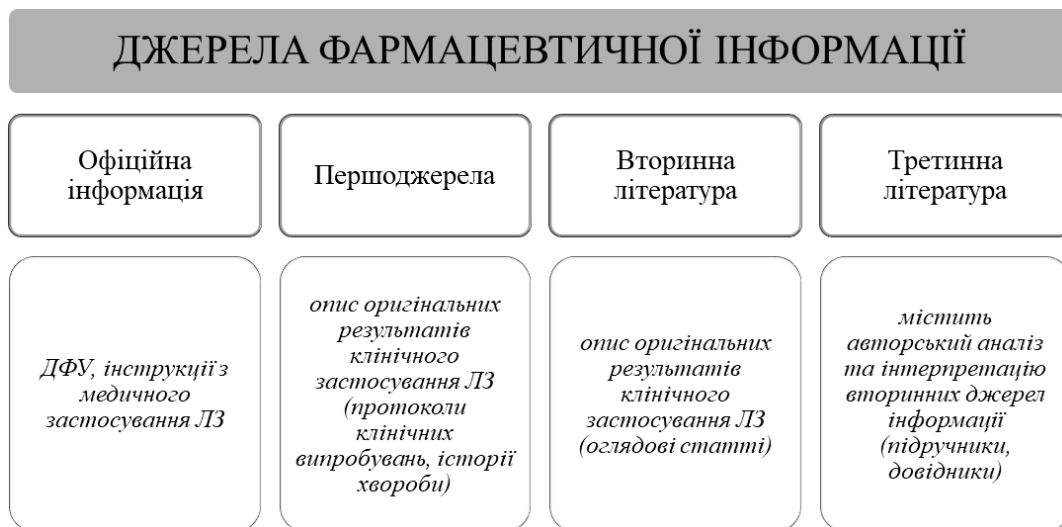 ДЖЕРЕЛА ФАРМАЦЕВТИЧНОЇ ІНФОРМАЦІЇ
Офіційна
інформація
Першоджерела
Вторинна
література
Третинна
література
ДФУ, інструкції з
медичного
застосування ЛЗ
опис оригінальних
результатів
клінічного
застосування ЛЗ
(протоколи
клінічних
випробувань, історії
хвороби)
опис оригінальних
результатів
клінічного
застосування ЛЗ
(оглядові статті)
містить
авторський аналіз
та інтерпретацію
вторинних джерел
інформації
(підручники,
довідники)